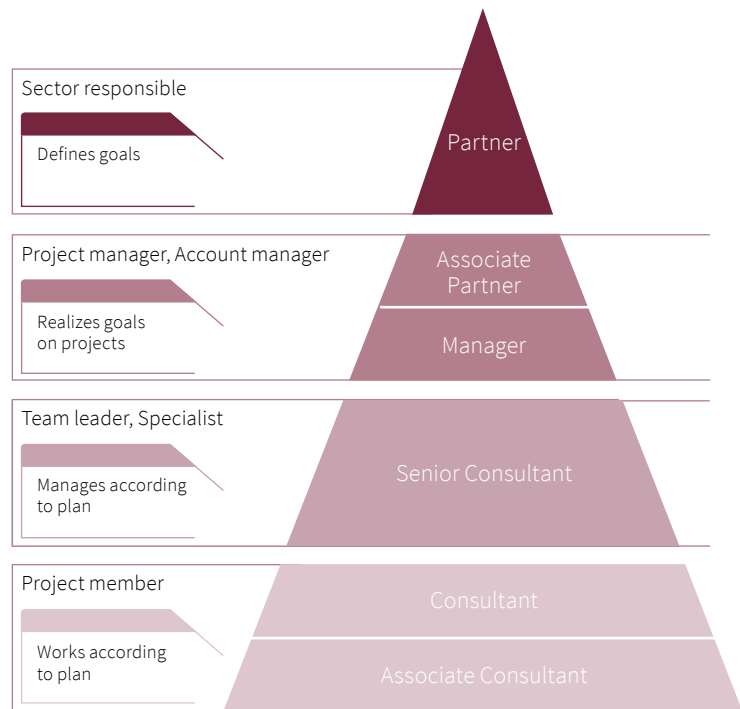 Sector responsible
Defines goals
Partner
Project manager, Account manager
Realizes goals
on projects
Associate
Partner
Manager
Team leader, Specialist
Manages according
to plan
Senior Consultant
Project member
Works according
to plan
Consultant
Associate Consultant